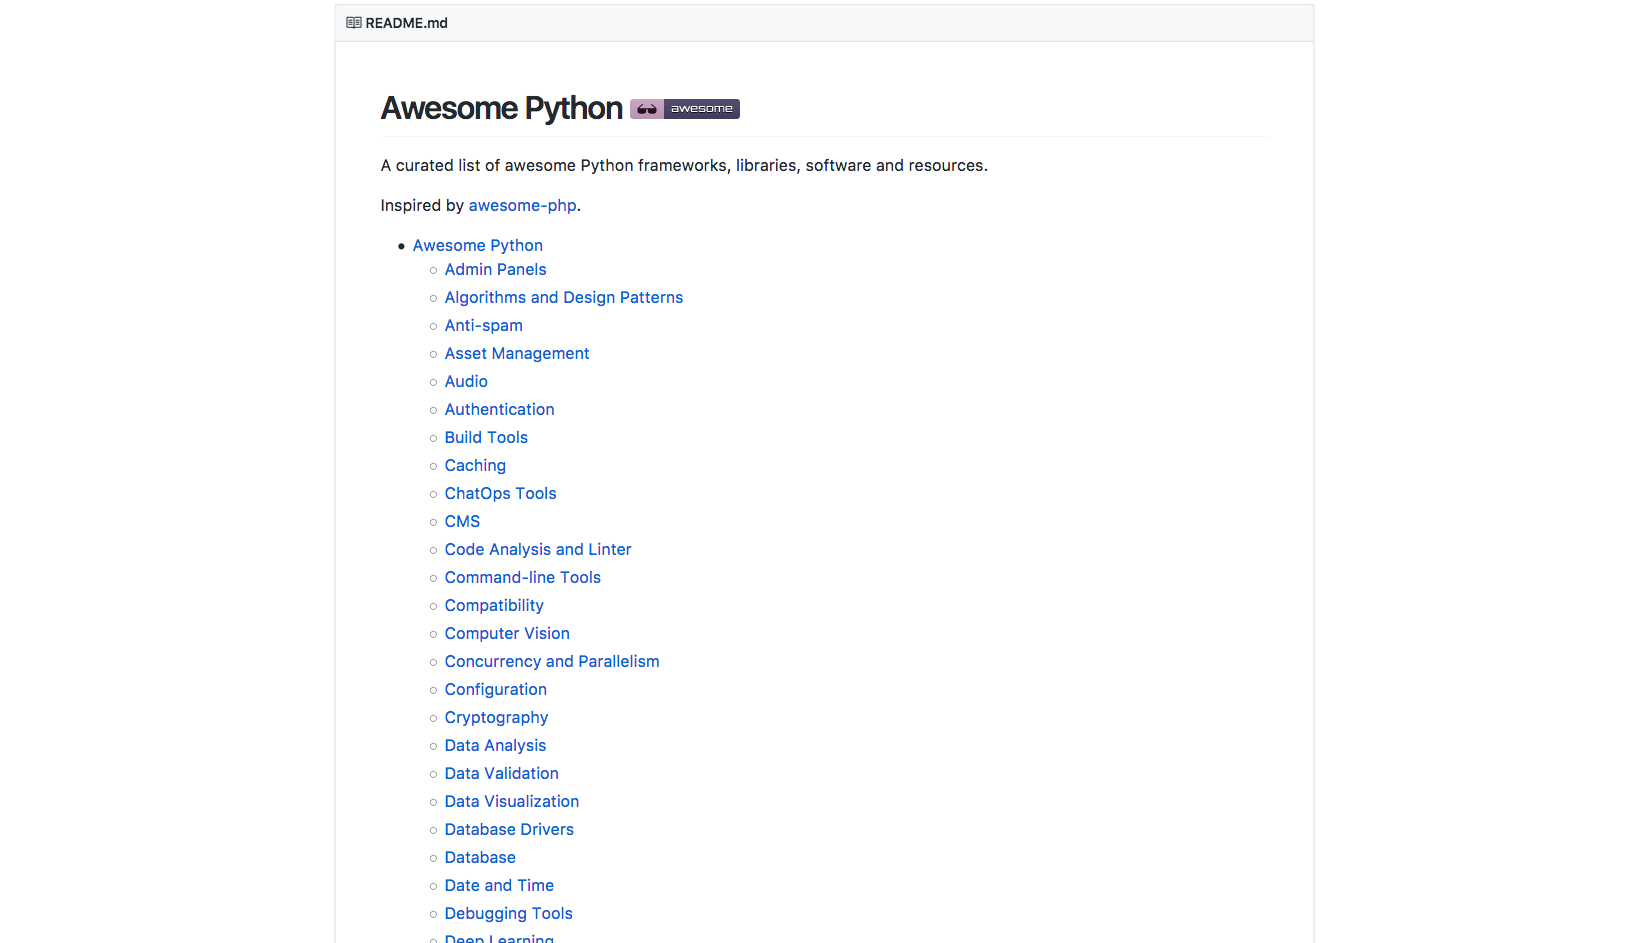 README.md
Awesome Python awesome
A curated list of awesome Python frameworks, libraries, software and resources.
Inspired by awesome-php.
Awesome Python
Admin Panels
Algorithms and Design Patterns
Anti-spam
Asset Management
Audio
Authentication
Build Tools
Caching
ChatOps Tools
CMS
Code Analysis and Linter
Command-line Tools
Compatibility
Computer Vision
Concurrency and Parallelism
Configuration
Cryptography
Data Analysis
Data Validation
Data Visualization
Database Drivers
Database
Date and Time
Debugging Tools
Deep Learning